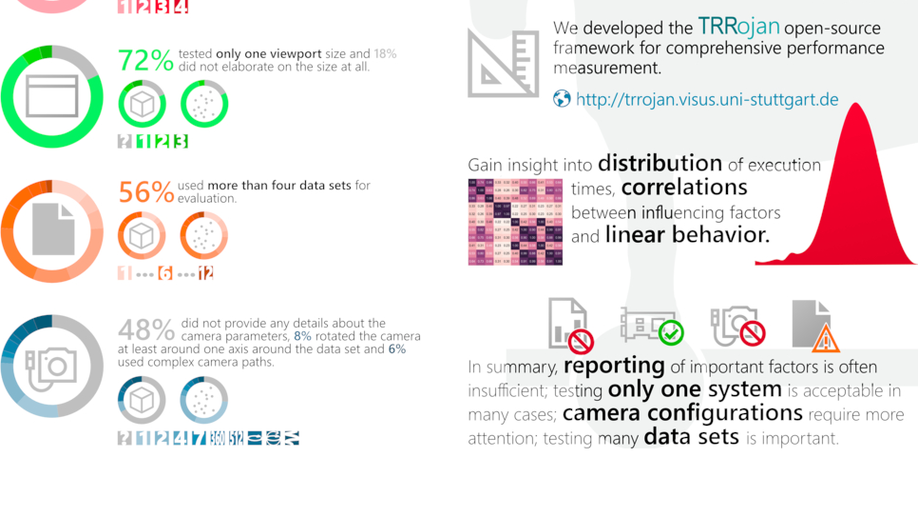 1 2 3 4
72% tested only one viewport size and 18%
did not elaborate on the size at all.
? 1 2 3
56% used more than four data sets for
evaluation.
1 ••• 6 ••• 12
48% did not provide any details about the
camera parameters, 8% rotated the camera
at least around one axis around the data set and 6%
used complex camera paths.
? 1 2 4 7 360 512
We developed the TRRojan open-source
framework for comprehensive performance
measurement.
http://trrojan.visus.uni-stuttgart.de
Gain insight into distribution of execution
times, correlations
between influencing factors
and linear behavior.
In summary, reporting of important factors is often
insufficient; testing only one system is acceptable in
many cases; camera configurations require more
attention; testing many data sets is important.